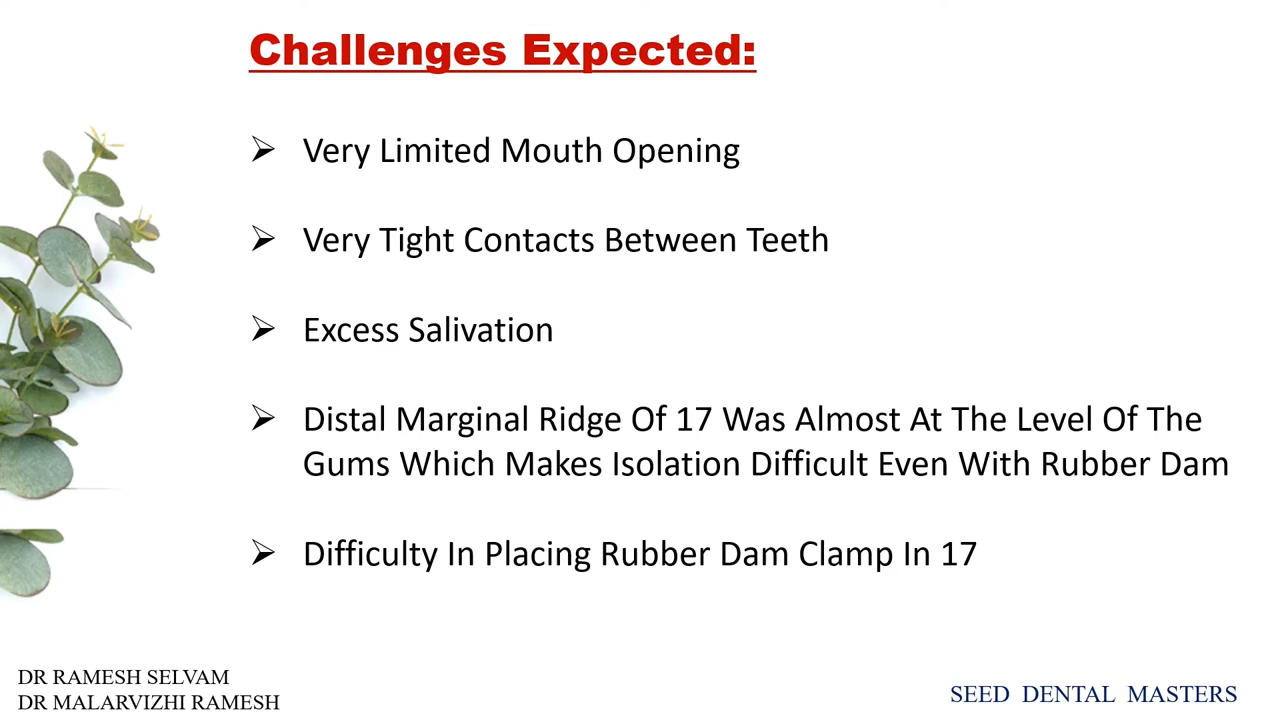 Challenges Expected:
➢ Very Limited Mouth Opening
➢ Very Tight Contacts Between Teeth
➢ Excess Salivation
➢ Distal Marginal Ridge Of 17 Was Almost At The Level Of The
Gums Which Makes Isolation Difficult Even With Rubber Dam
➢ Difficulty In Placing Rubber Dam Clamp In 17
DR RAMESH SELVAM
DR MALARVIZHI RAMESH
SEED DENTAL MASTERS